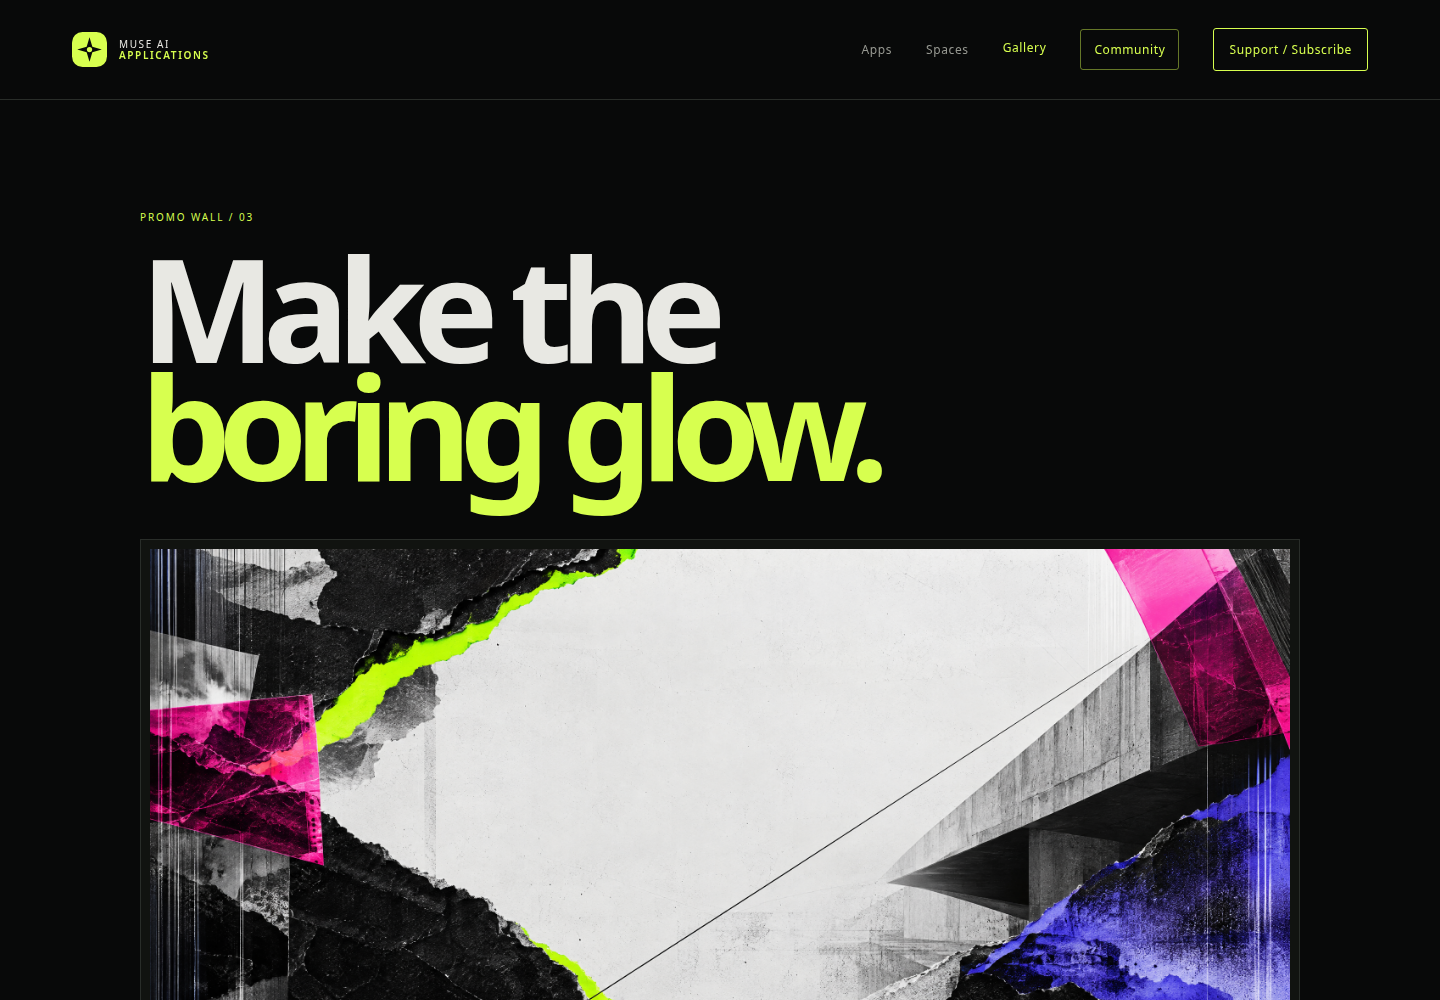 MUSE AI
APPLICATIONS
Apps
Spaces
Gallery
Community
Support / Subscribe
PROMO WALL / 03
Make the
boring glow.